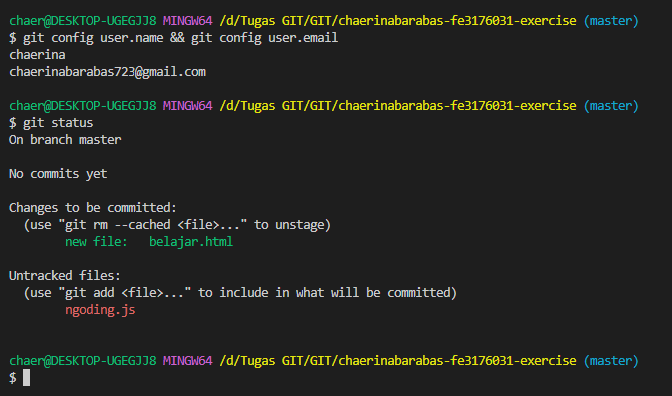 chaer@DESKTOP-UGEGJJ8 MINGW64 /d/Tugas GIT/GIT/chaerinabarabas-fe3176031-exercise (master)
$ git config user.name && git config user.email
chaerina
chaerinabarabas723@gmail.com

chaer@DESKTOP-UGEGJJ8 MINGW64 /d/Tugas GIT/GIT/chaerinabarabas-fe3176031-exercise (master)
$ git status
On branch master

No commits yet

Changes to be committed:
  (use "git rm --cached <file>..." to unstage)
        new file:   belajar.html

Untracked files:
  (use "git add <file>..." to include in what will be committed)
        ngoding.js

chaer@DESKTOP-UGEGJJ8 MINGW64 /d/Tugas GIT/GIT/chaerinabarabas-fe3176031-exercise (master)
$